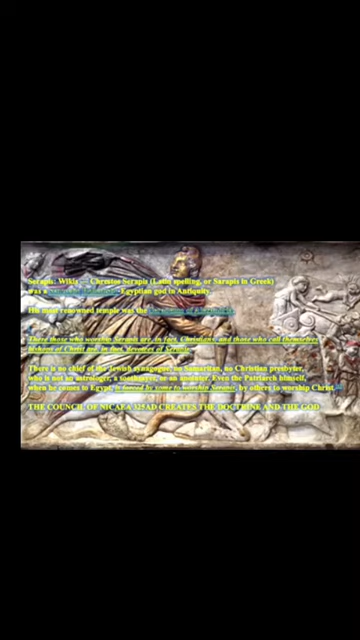 Serapis: Wikis — Chrestos Serapis (Latin spelling, or Sarapis in Greek)
was a Egyptian god in Antiquity.
His most renowned temple was the Serapeum of Alexandria.
There those who worship Serapis are, in fact, Christians, and those who call themselves
bishops of Christ are, in fact, devotees of Serapis.
There is no chief of the Jewish synagogue, no Samaritan, no Christian presbyter,
who is not an astrologer, a soothsayer, or an anointer. Even the Patriarch himself,
when he comes to Egypt, is forced by some to worship Serapis, by others to worship Christ.
THE COUNCIL OF NICAEA 325AD CREATES THE DOCTRINE AND THE GOD